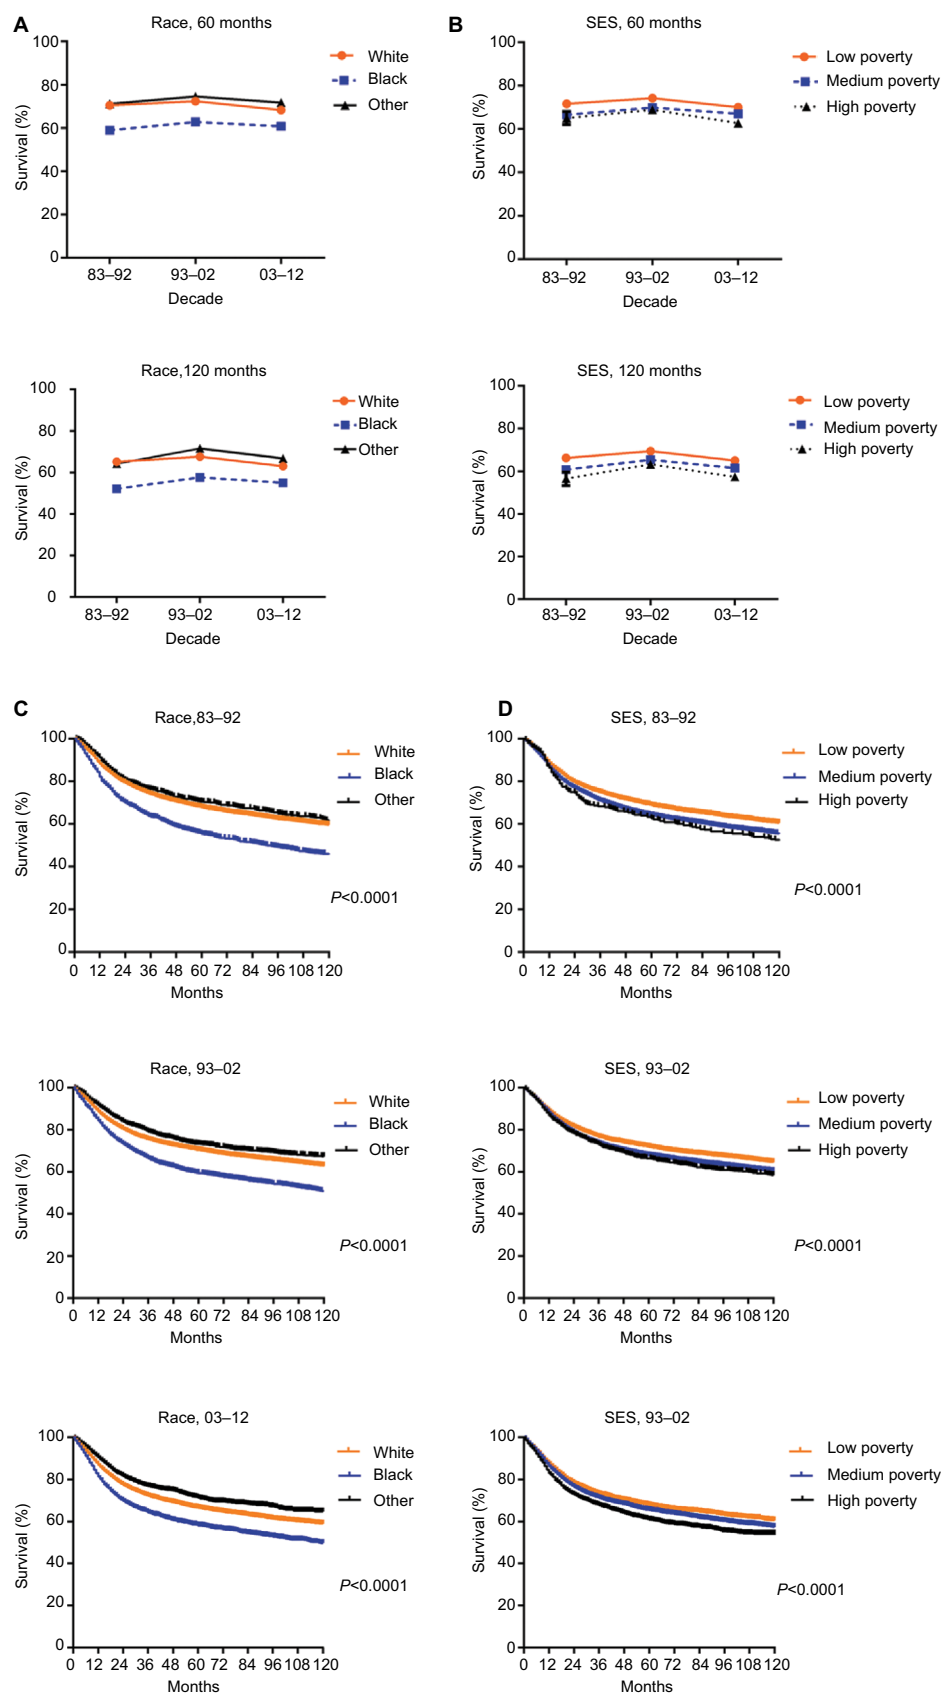 A
Race, 60 months
100
80
60
40
20
0
Survival (%)
83–92 93–02 03–12
Decade
White
Black
Other
B
SES, 60 months
100
80
60
40
20
0
Survival (%)
83–92 93–02 03–12
Decade
Low poverty
Medium poverty
High poverty
Race,120 months
100
80
60
40
20
0
Survival (%)
83–92 93–02 03–12
Decade
White
Black
Other
SES, 120 months
100
80
60
40
20
0
Survival (%)
83–92 93–02 03–12
Decade
Low poverty
Medium poverty
High poverty
C
Race,83–92
100
80
60
40
20
0
Survival (%)
0 12 24 36 48 60 72 84 96 108 120
Months
White
Black
Other
P<0.0001
D
SES, 83–92
100
80
60
40
20
0
Survival (%)
0 12 24 36 48 60 72 84 96 108 120
Months
Low poverty
Medium poverty
High poverty
P<0.0001
Race, 93–02
100
80
60
40
20
0
Survival (%)
0 12 24 36 48 60 72 84 96 108 120
Months
White
Black
Other
P<0.0001
SES, 93–02
100
80
60
40
20
0
Survival (%)
0 12 24 36 48 60 72 84 96 108 120
Months
Low poverty
Medium poverty
High poverty
P<0.0001
Race, 03–12
100
80
60
40
20
0
Survival (%)
0 12 24 36 48 60 72 84 96 108 120
Months
White
Black
Other
P<0.0001
SES, 93–02
100
80
60
40
20
0
Survival (%)
0 12 24 36 48 60 72 84 96 108 120
Months
Low poverty
Medium poverty
High poverty
P<0.0001